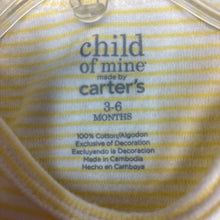 child
of mine
made by
carter's
3-6
MONTHS
100% Cotton/Algodon
Exclusive of Decoration
Excluyendo la Decoracion
Made in Cambodia
Hecho en Camboya